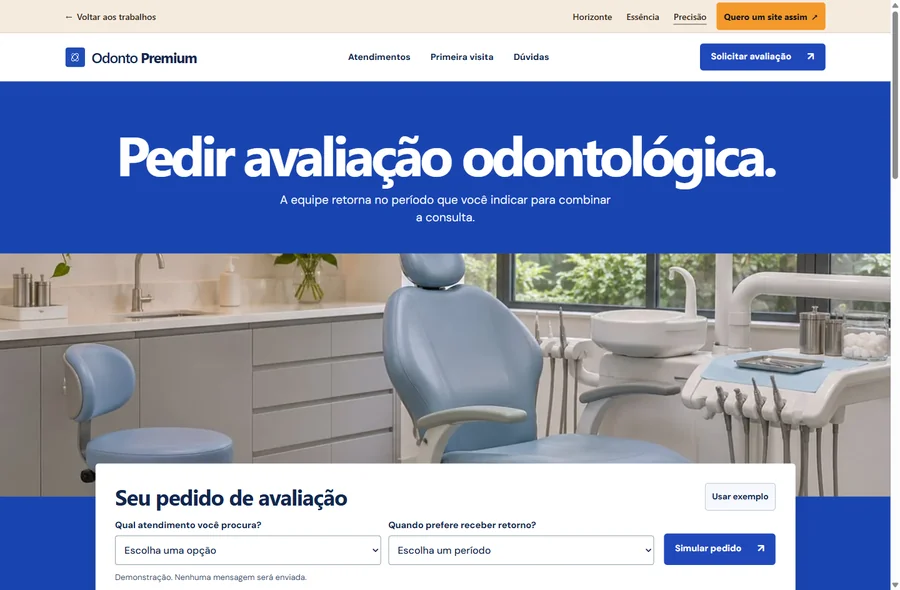 ← Voltar aos trabalhos
Horizonte Essência Precisão Quero um site assim ↗
Odonto Premium
Atendimentos Primeira visita Dúvidas
Solicitar avaliação
Pedir avaliação odontológica.
A equipe retorna no período que você indicar para combinar
a consulta.
Seu pedido de avaliação
Usar exemplo
Qual atendimento você procura?
Quando prefere receber retorno?
Escolha uma opção
Escolha um período
Simular pedido
Demonstração. Nenhuma mensagem será enviada.